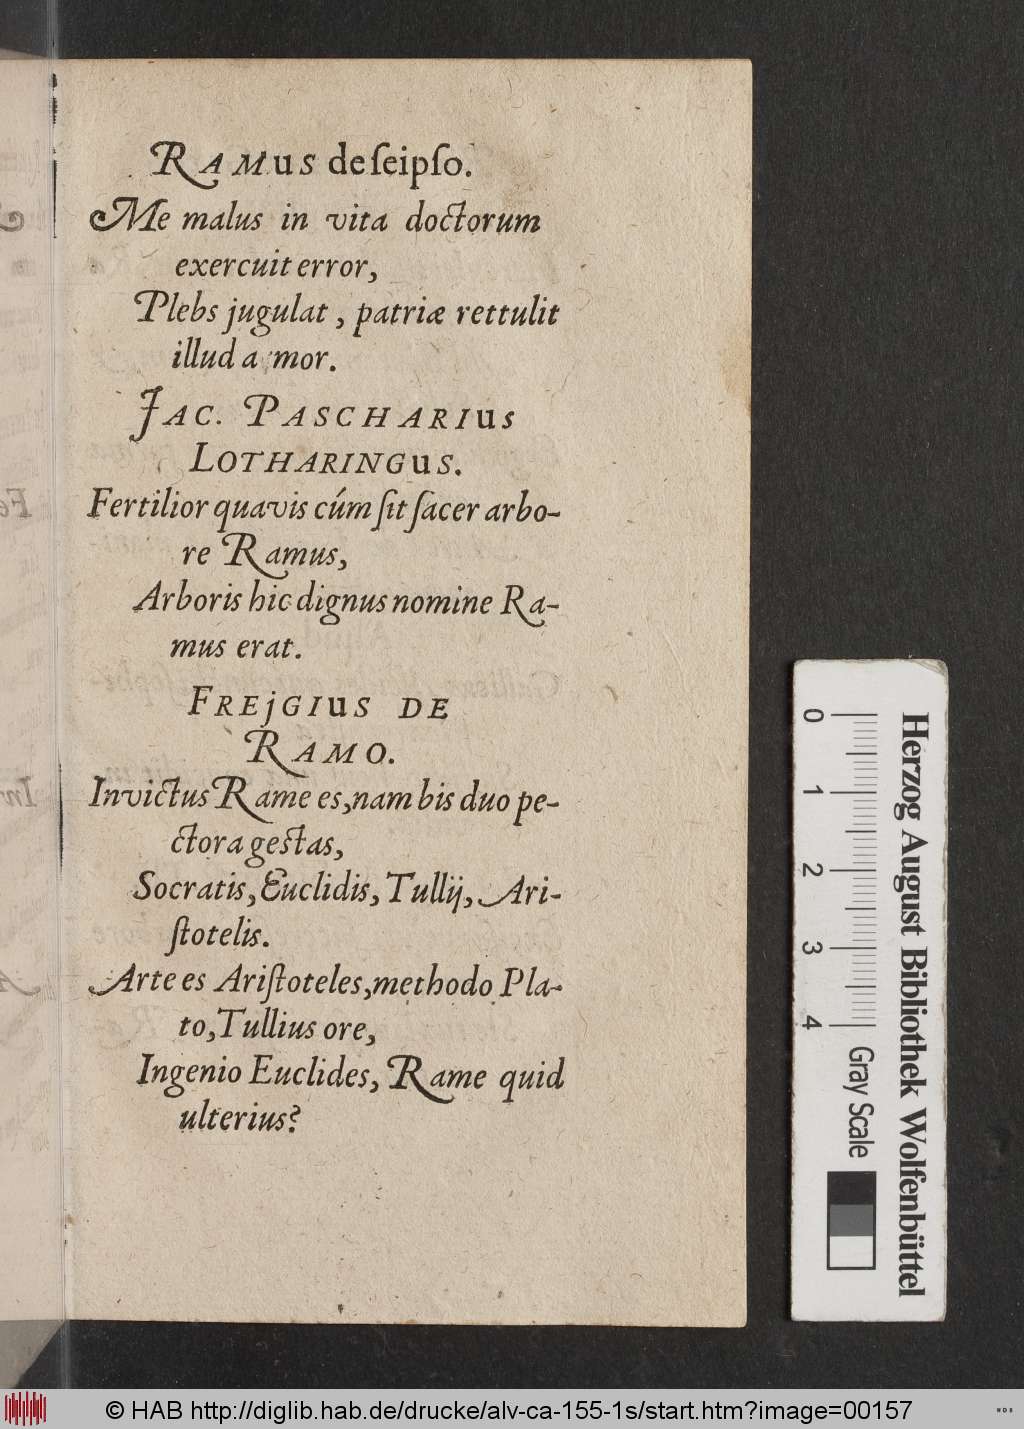 RAMuS de ſeipſo.
Me malus in vita doctorum
exercuit error,
Plebs jugulat, patriæ rettulit
illud a mor.
JAC. PASCHARIuS
LOTHARINGuS.
Fertilior quavis cúm ſit ſacer arbo-
re Ramus,
Arboris hic dignus nomine Ra-
mus erat.
FREjGIuS DE
RAMO.
Invictus Rame es, nam bis duo pe-
ctora gestas,
Socratis, Euclidis, Tullij, Ari-
ſtotelis.
Arte es Ariſtoteles, methodo Pla-
to, Tullius ore,
Ingenio Euclides, Rame quid
ulterius?
Herzog August Bibliothek Wolfenbüttel
0 1 2 3 4 Gray Scale
© HAB http://diglib.hab.de/drucke/alv-ca-155-1s/start.htm?image=00157